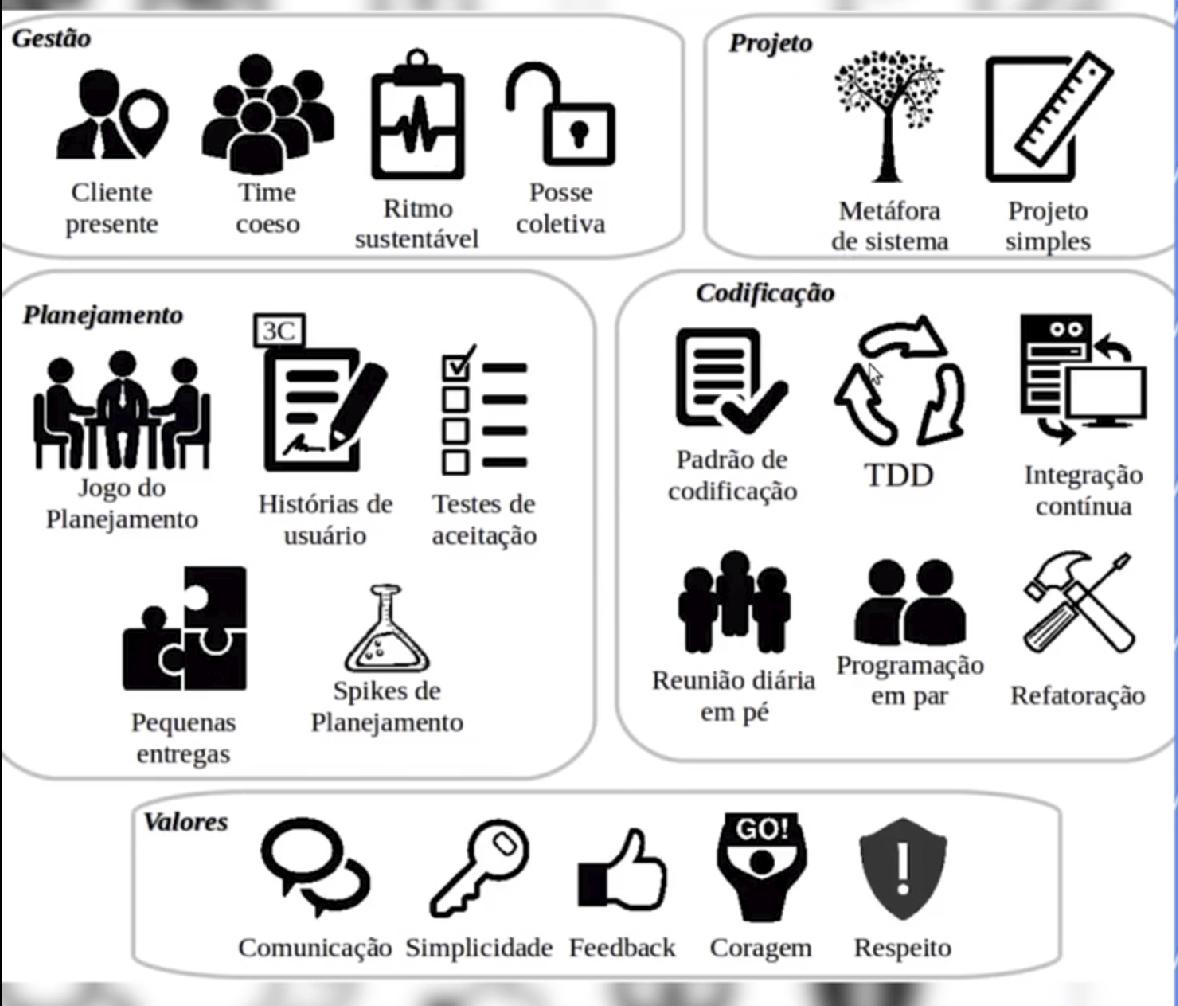 Gestão
Cliente
presente
Time
coeso
Ritmo
sustentável
Posse
coletiva
Projeto
Metáfora
de sistema
Projeto
simples
Planejamento
Jogo do
Planejamento
3C
Histórias de
usuário
Testes de
aceitação
Pequenas
entregas
Spikes de
Planejamento
Codificação
Padrão de
codificação
TDD
Integração
contínua
Reunião diária
em pé
Programação
em par
Refatoração
Valores
Comunicação
Simplicidade
Feedback
GO!
Coragem
!
Respeito